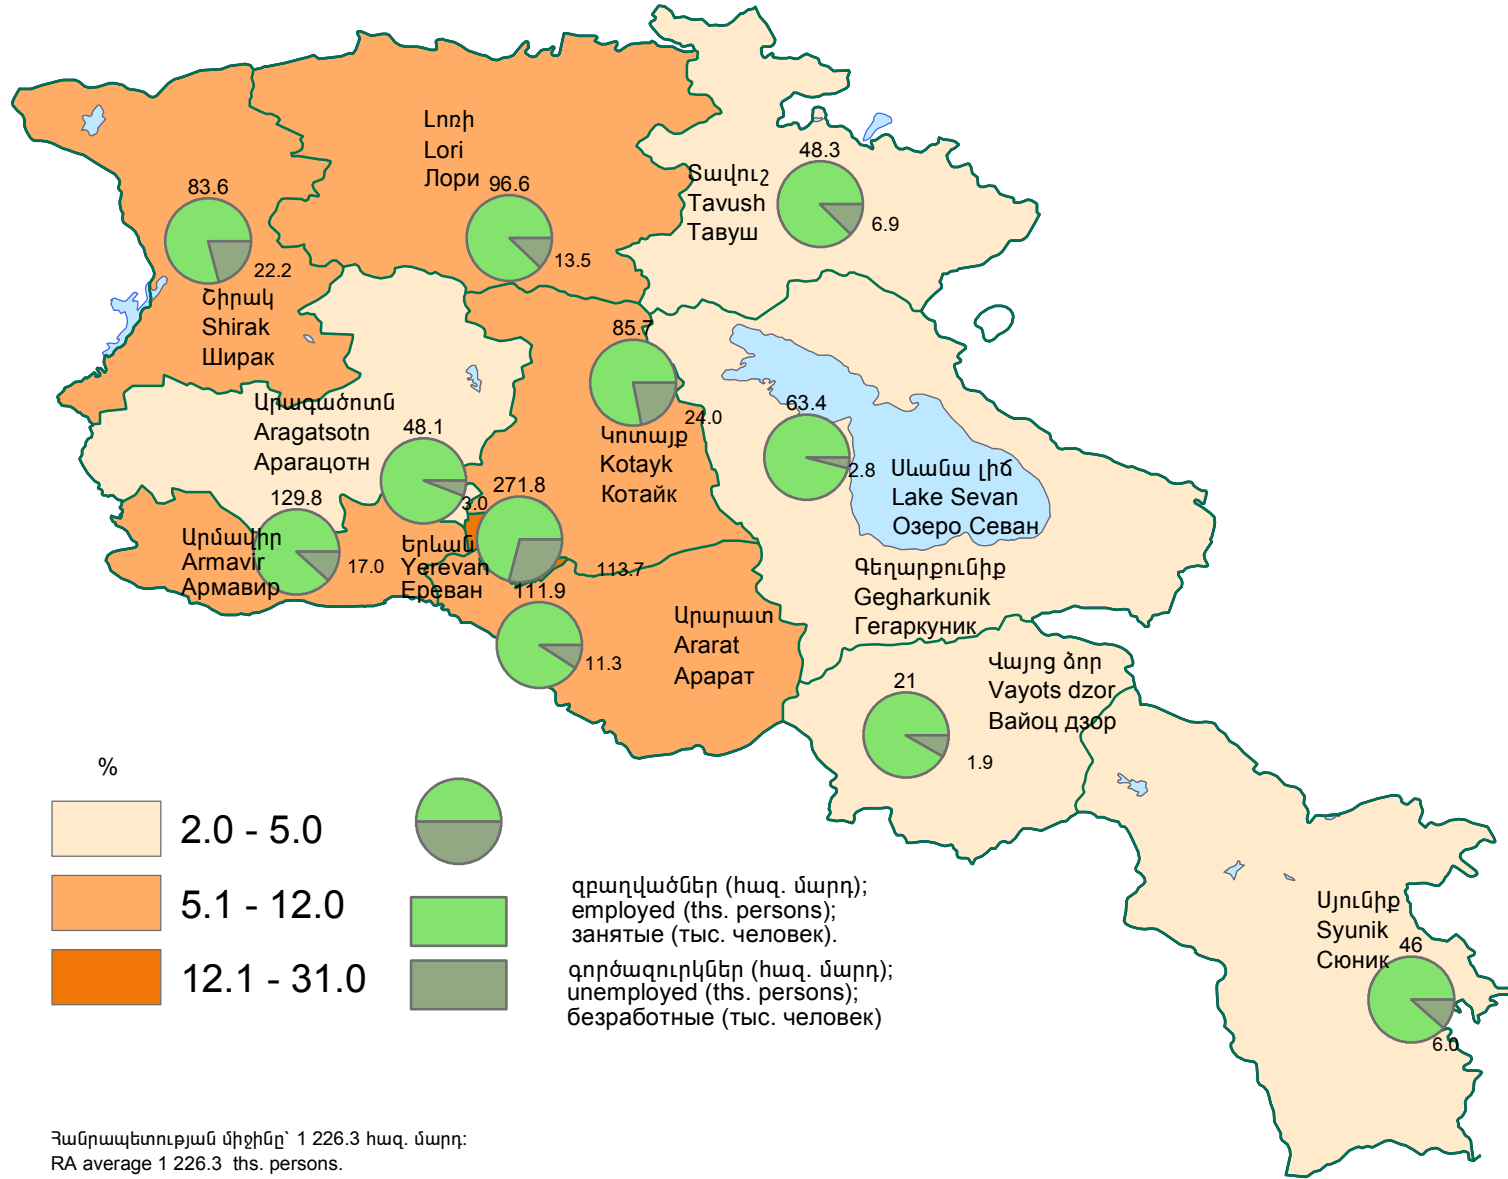 Լոռի
Lori
Лори
96.6
13.5
83.6
22.2
Շիրակ
Shirak
Ширак
48.3
Տավուշ
Tavush
Тавуш
6.9
85.7
24.0
Կոտայք
Kotayk
Котайк
63.4
2.8
Սևանա լիճ
Lake Sevan
Озеро Севан
Արագածոտն
Aragatsotn
Арагацотн
48.1
3.0
129.8
Արմավիր
Armavir
Армавир
17.0
271.8
Երևան
Yerevan
Ереван
113.7
111.9
11.3
Արարատ
Ararat
Арарат
Գեղարքունիք
Gegharkunik
Гегаркуник
21
1.9
Վայոց ձոր
Vayots dzor
Вайоц дзор
Սյունիք
Syunik
Сюник
46
6.0
%
2.0 - 5.0
5.1 - 12.0
12.1 - 31.0
զբաղվածներ (հազ. մարդ);
employed (ths. persons);
занятые (тыс. человек).
գործազուրկներ (հազ. մարդ);
unemployed (ths. persons);
безработные (тыс. человек)
Հանրապետության միջինը՝ 1 226.3 հազ. մարդ:
RA average 1 226.3 ths. persons.